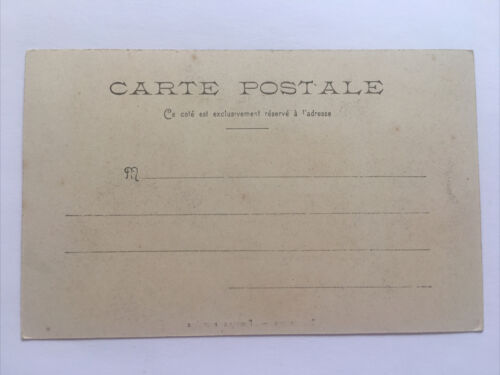 CARTE POSTALE
Ce coté est exclusivement réservé à l'adresse
M